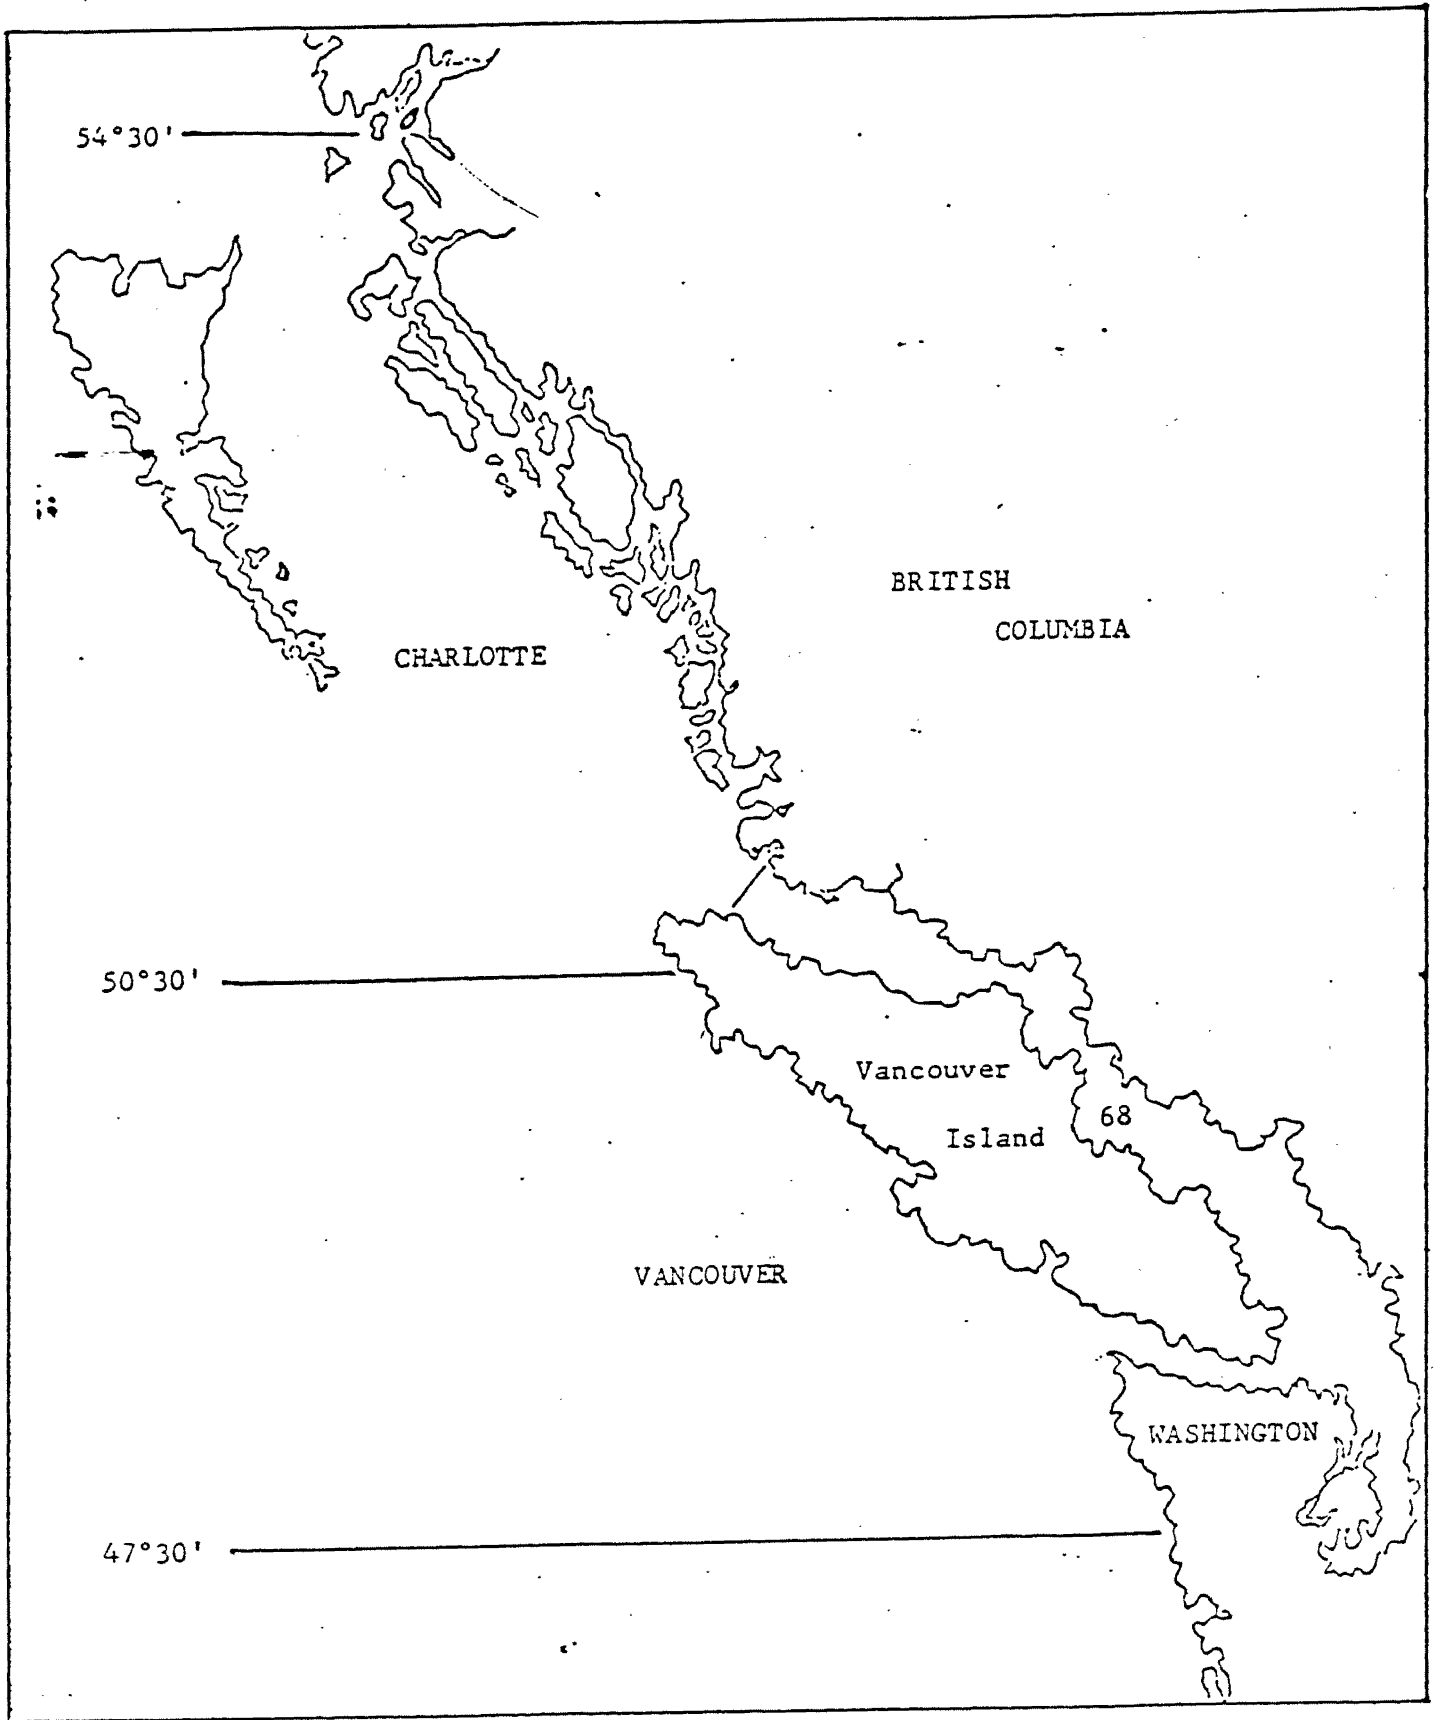 54°30'
BRITISH
COLUMBIA
CHARLOTTE
50°30'
Vancouver
68
Island
VANCOUVER
WASHINGTON
47°30'